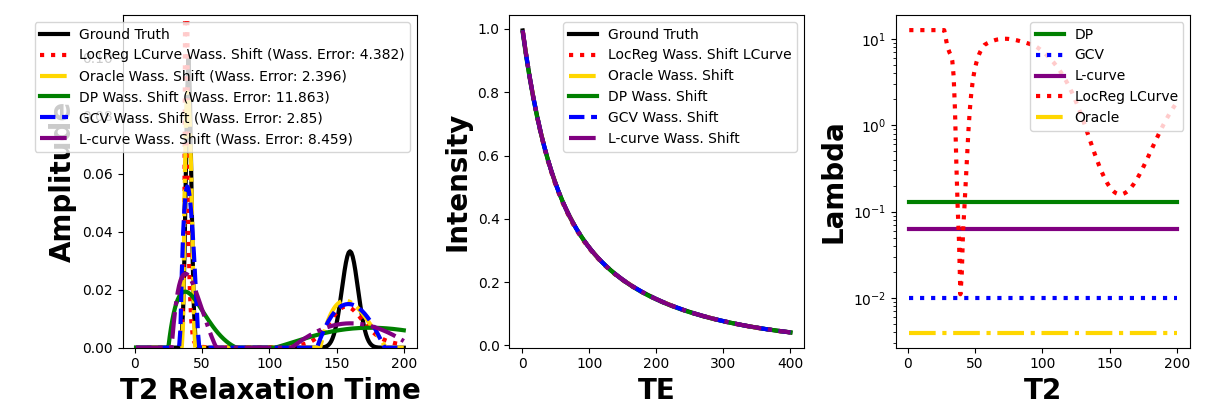 Ground Truth
LocReg LCurve Wass. Shift (Wass. Error: 4.382)
Oracle Wass. Shift (Wass. Error: 2.396)
DP Wass. Shift (Wass. Error: 11.863)
GCV Wass. Shift (Wass. Error: 2.85)
L-curve Wass. Shift (Wass. Error: 8.459)
Amplitude
0.10
0.08
0.06
0.04
0.02
0.00
0 50 100 150 200
T2 Relaxation Time
Ground Truth
LocReg Wass. Shift LCurve
Oracle Wass. Shift
DP Wass. Shift
GCV Wass. Shift
L-curve Wass. Shift
Intensity
1.0
0.8
0.6
0.4
0.2
0.0
0 100 200 300 400
TE
DP
GCV
L-curve
LocReg LCurve
Oracle
Lambda
10¹
10⁰
10⁻¹
10⁻²
0 50 100 150 200
T2